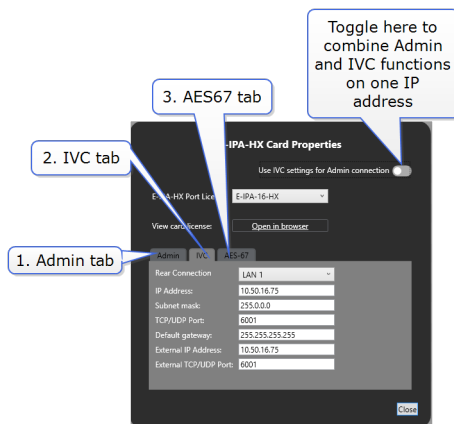 Toggle here to
combine Admin
and IVC functions
on one IP
address
3. AES67 tab
2. IVC tab
1. Admin tab
-IPA-HX Card Properties
Use IVC settings for Admin connection
E-IPA-HX Port Lice
E-IPA-16-HX
View card license:
Open in browser
Admin IVC AES-67
Rear Connection LAN 1
IP Address: 10.50.16.75
Subnet mask: 255.0.0.0
TCP/UDP Port: 6001
Default gateway: 255.255.255.255
External IP Address: 10.50.16.75
External TCP/UDP Port: 6001
Close